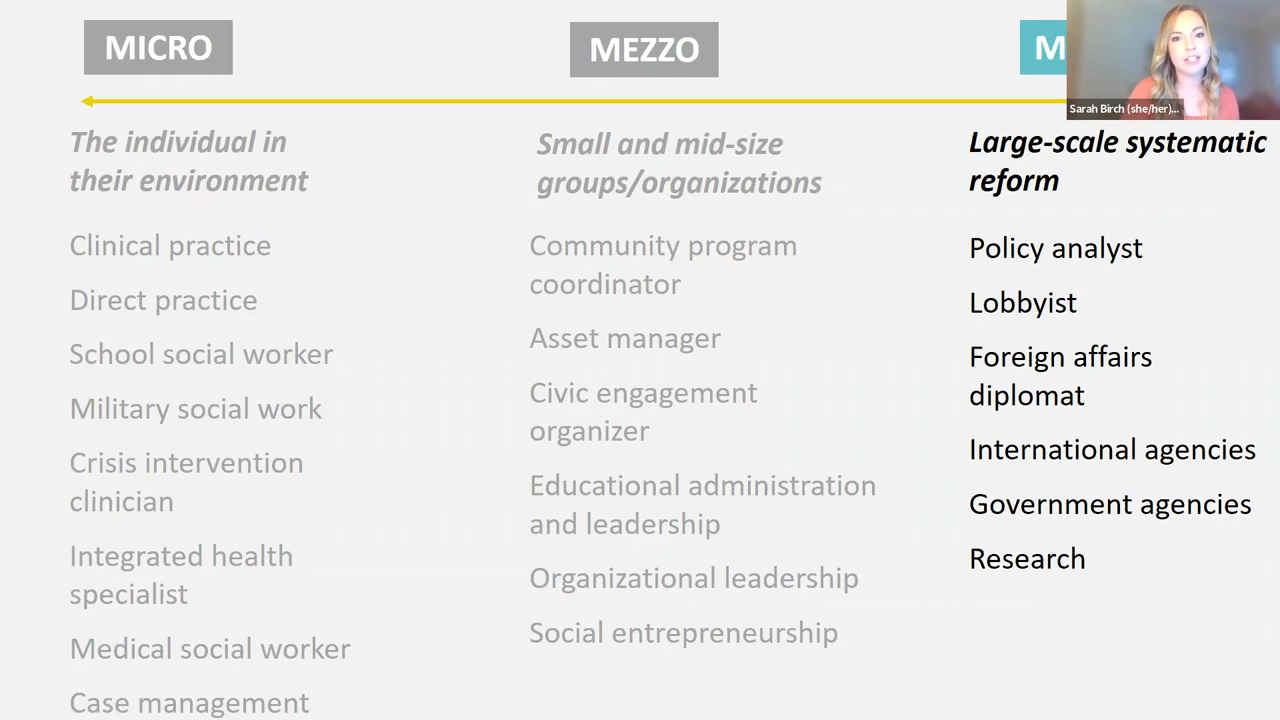 MICRO
MEZZO
M
Sarah Birch (she/her)...
The individual in
their environment
Small and mid-size
groups/organizations
Large-scale systematic
reform
Clinical practice
Direct practice
School social worker
Military social work
Crisis intervention
clinician
Integrated health
specialist
Medical social worker
Case management
Community program
coordinator
Asset manager
Civic engagement
organizer
Educational administration
and leadership
Organizational leadership
Social entrepreneurship
Policy analyst
Lobbyist
Foreign affairs
diplomat
International agencies
Government agencies
Research